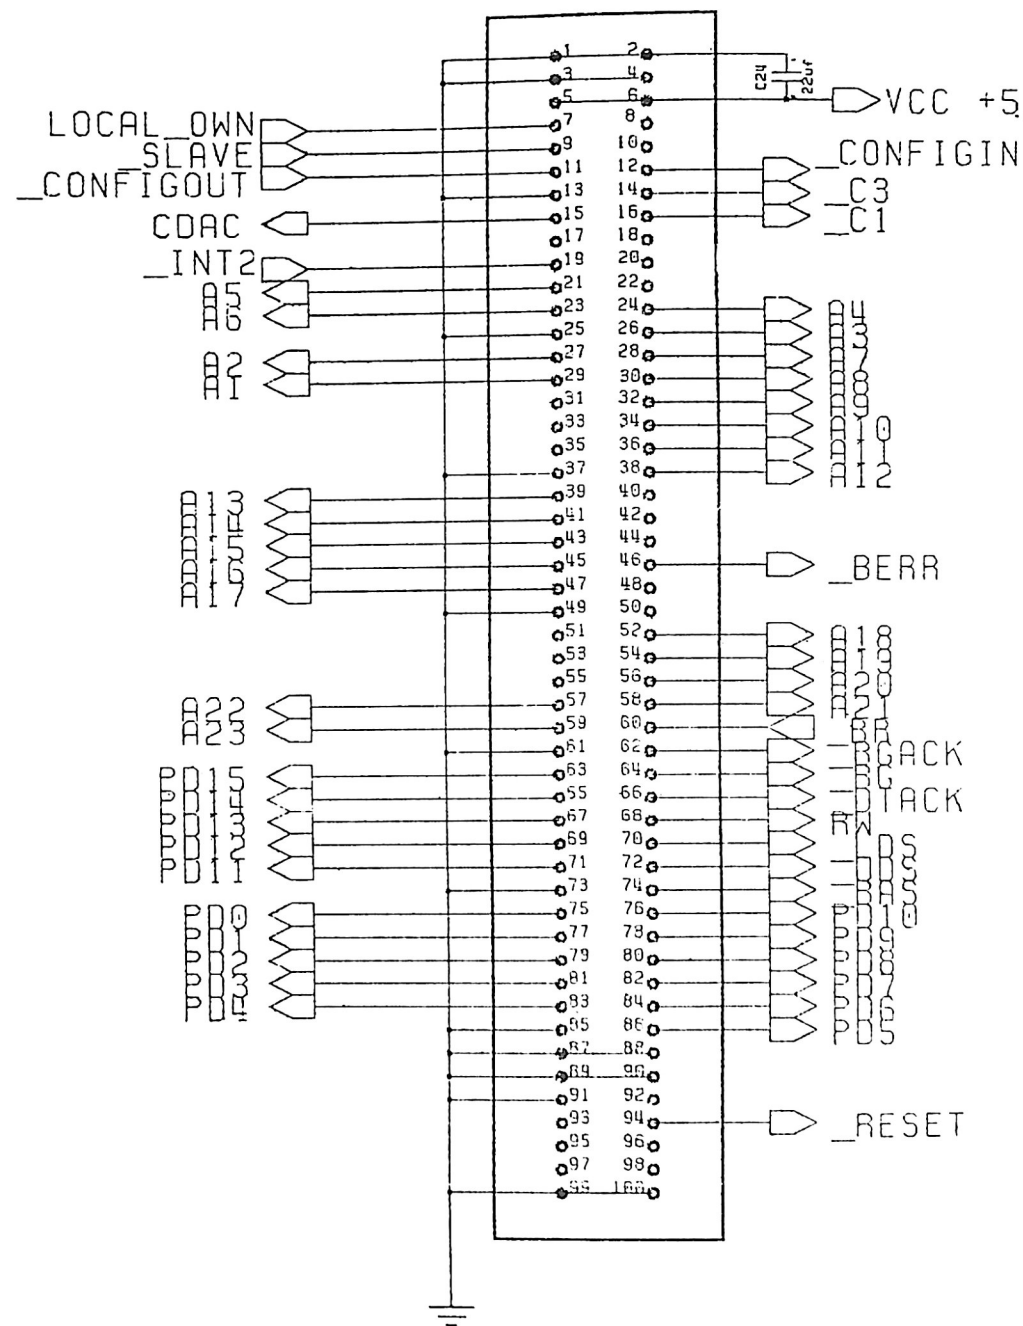 1 2
3 4
C24
22uf
5 6
VCC +5
LOCAL_OWN 7 8
_SLAVE 9 10
_CONFIGOUT 11 12 _CONFIGIN
13 14 _C3
CDAC 15 16 _C1
17 18
_INT2 19 20
A5 21 22
A6 23 24 A4
25 26 A3
A2 27 28 A7
A1 29 30 A8
31 32 A9
33 34 A10
35 36 A11
37 38 A12
A13 39 40
A14 41 42
A15 43 44
A16 45 46 _BERR
A17 47 48
49 50
51 52 A18
53 54 A19
55 56 A20
A22 57 58 A21
A23 59 60 _BR
61 62 _BGACK
PD15 63 64 _BG
PD14 55 66 _DTACK
PD13 67 68 RW
PD12 69 70
PD11 71 72
73 74
PD0 75 76 PD10
PD1 77 78 PD9
PD2 79 80 PD8
PD3 81 82 PD7
PD4 83 84 PD6
85 86 PD5
87 88
89 90
91 92
93 94 _RESET
95 96
97 98
99 100